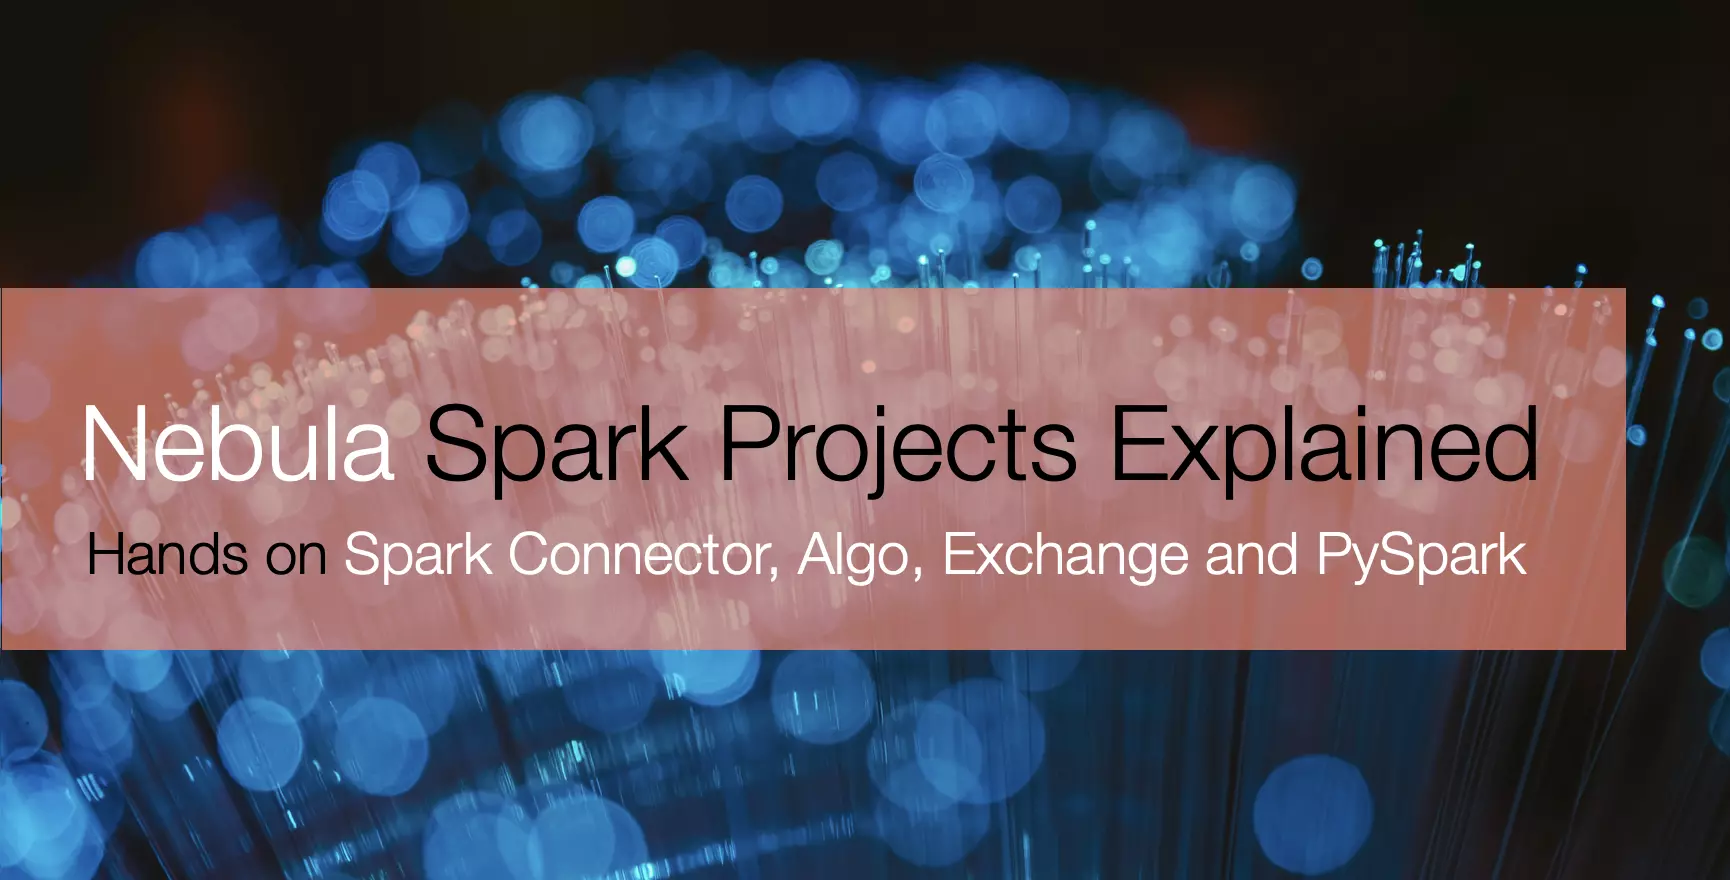 Nebula Spark Projects Explained
Hands on Spark Connector, Algo, Exchange and PySpark